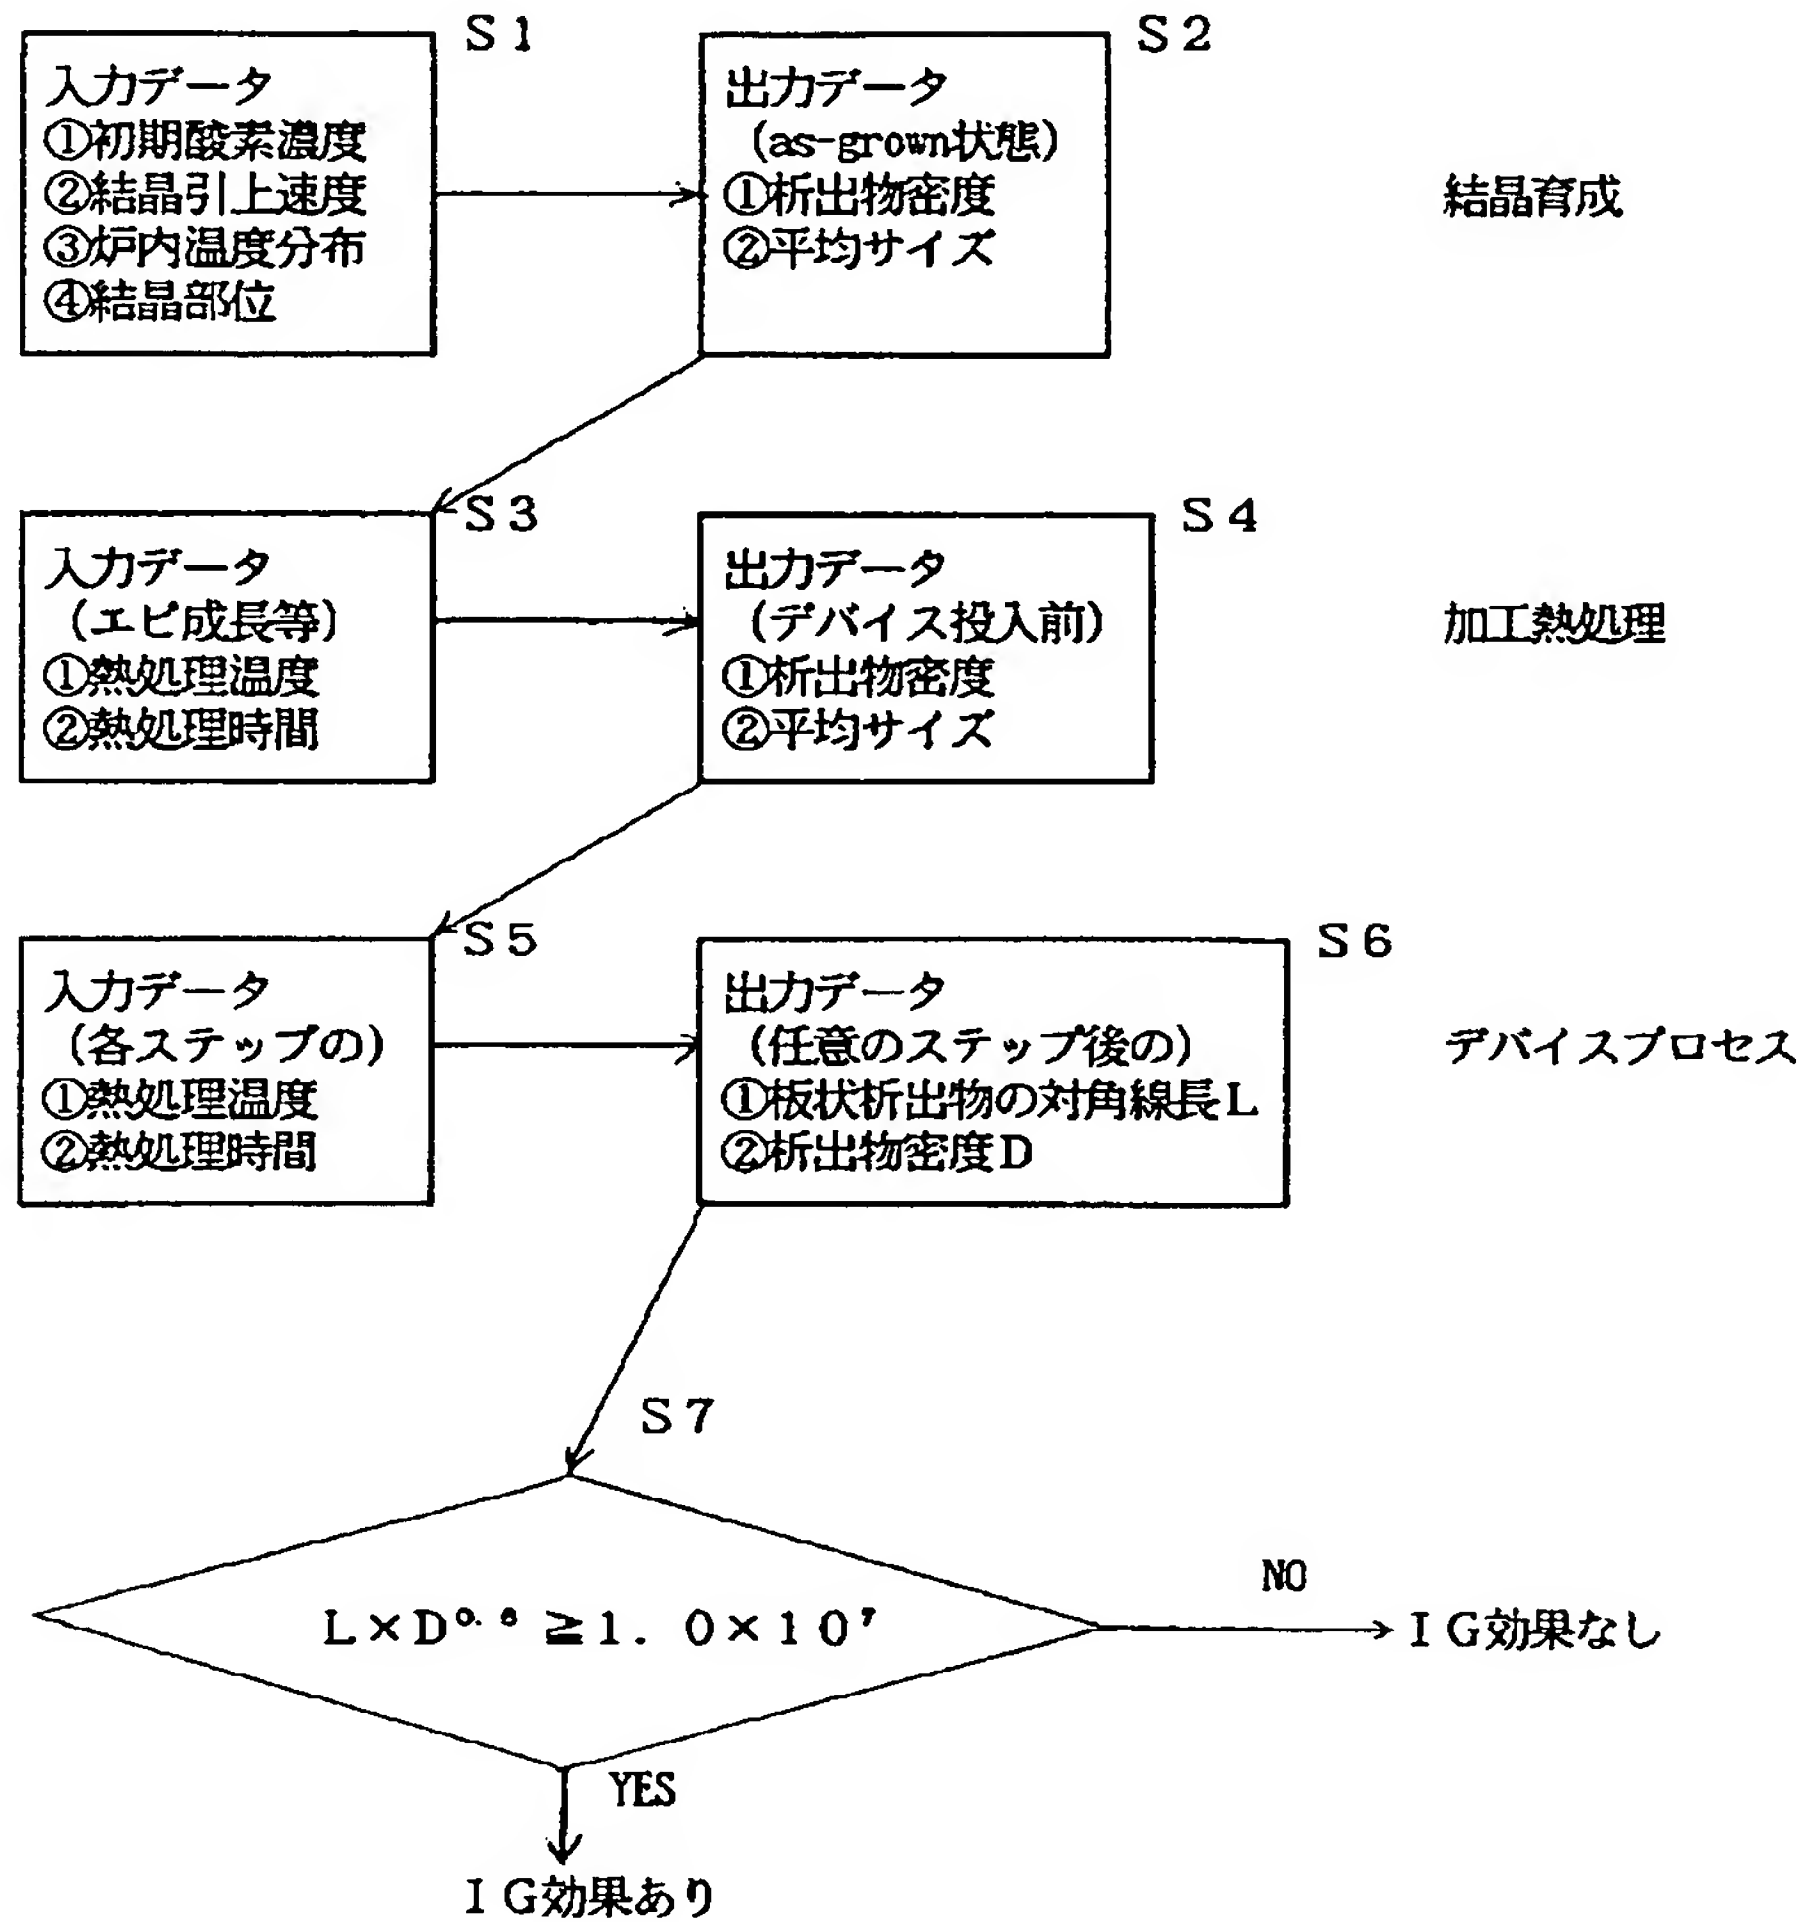 S1
入力データ
①初期酸素濃度
②結晶引上速度
③炉内温度分布
④結晶部位
S2
出力データ
(as-grown状態)
①析出物密度
②平均サイズ
結晶育成
S3
入力データ
(エピ成長等)
①熱処理温度
②熱処理時間
S4
出力データ
(デバイス投入前)
①析出物密度
②平均サイズ
加工熱処理
S5
入力データ
(各ステップの)
①熱処理温度
②熱処理時間
S6
出力データ
(任意のステップ後の)
①板状析出物の対角線長L
②析出物密度D
デバイスプロセス
S7
L×D⁰·⁶≧1.0×10⁷
NO
IG効果なし
YES
IG効果あり